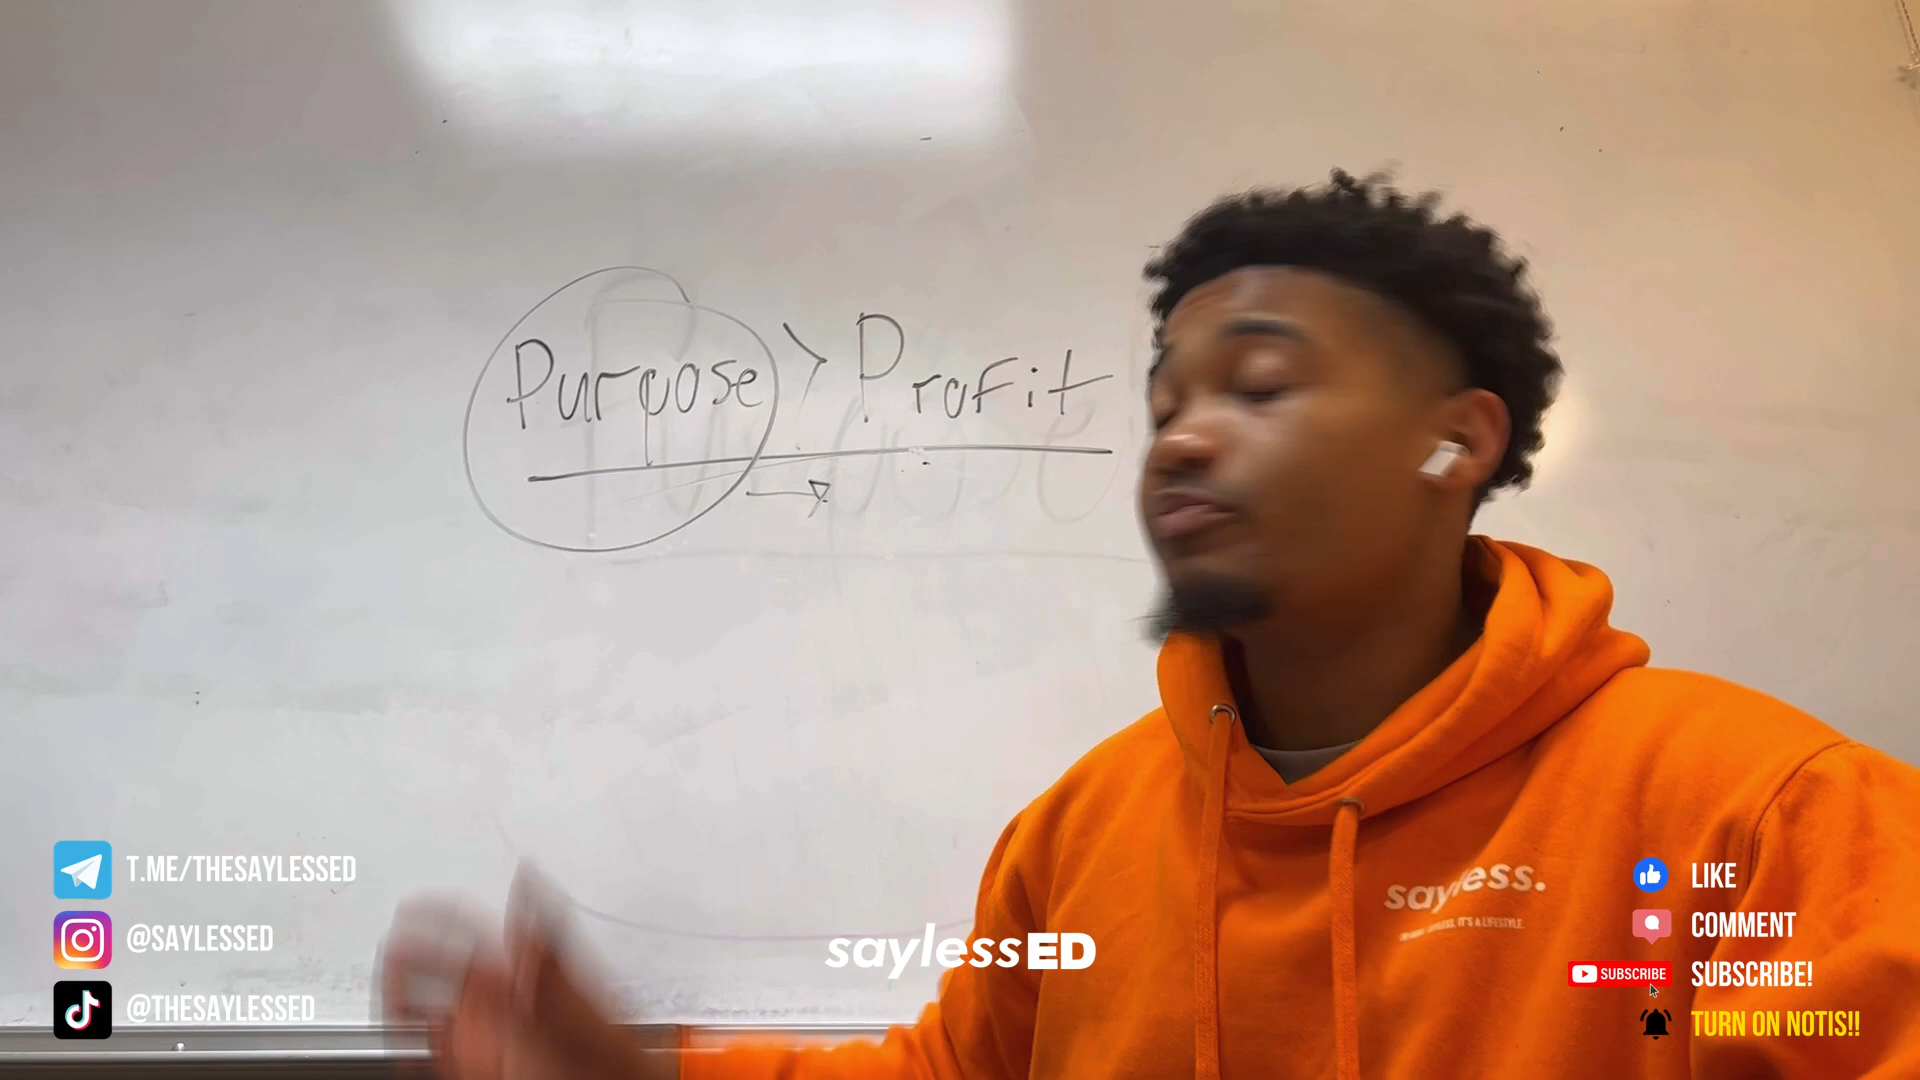 Purpose > Profit
sayless.
T.ME/THESAYLESSED
@SAYLESSED
@THESAYLESSED
saylessED
LIKE
COMMENT
SUBSCRIBE SUBSCRIBE!
TURN ON NOTIS!!